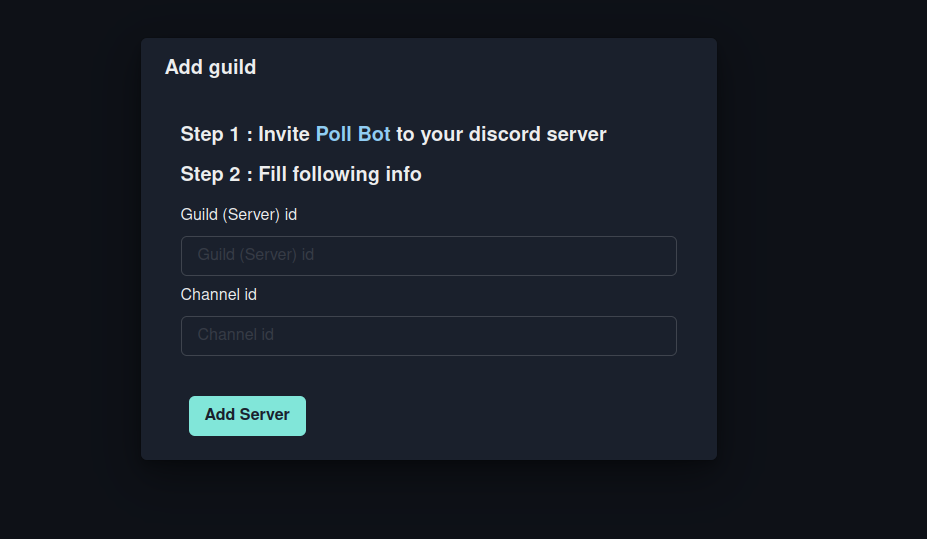 Add guild
Step 1 : Invite Poll Bot to your discord server
Step 2 : Fill following info
Guild (Server) id
Guild (Server) id
Channel id
Channel id
Add Server